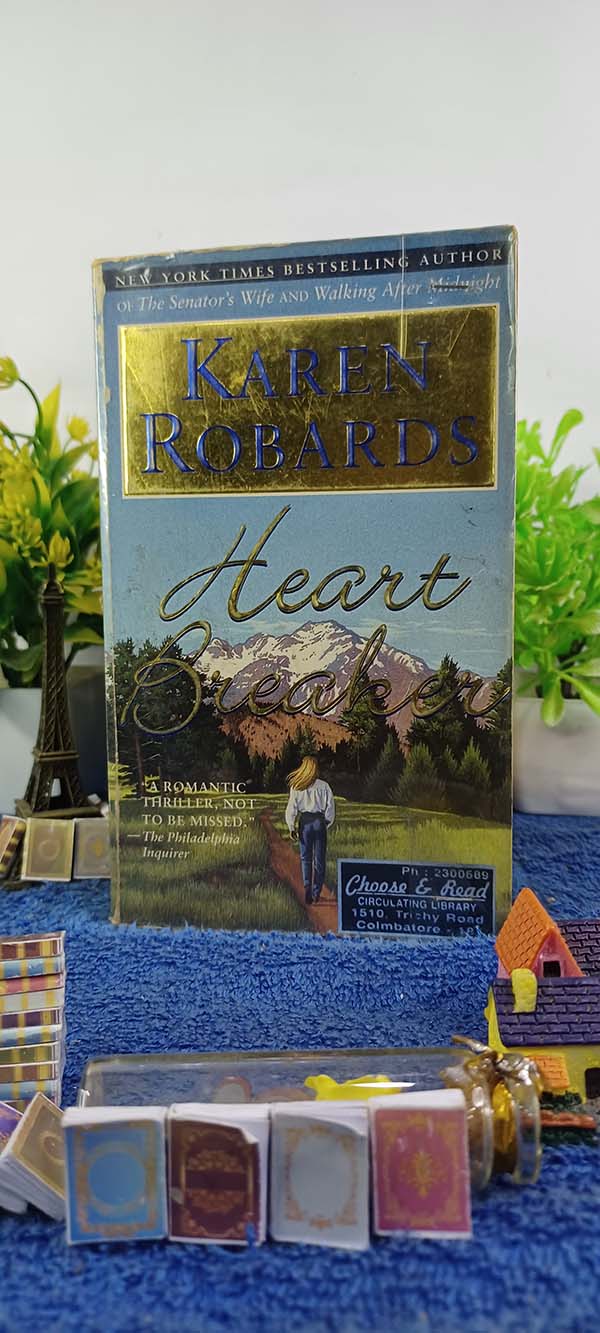 NEW YORK TIMES BESTSELLING AUTHOR
OF The Senator's Wife AND Walking After Midnight
KAREN
ROBARDS
Heart
Breaker
"A ROMANTIC
THRILLER, NOT
TO BE MISSED."
—The Philadelphia
Inquirer
Ph : 2300689
Choose & Read
CIRCULATING LIBRARY
1510, Trichy Road
Coimbatore -